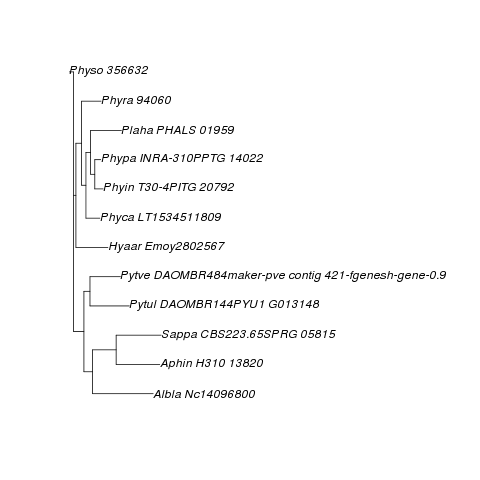 Physo 356632
Phyra 94060
Plaha PHALS 01959
Phypa INRA-310PPTG 14022
Phyin T30-4PITG 20792
Phyca LT1534511809
Hyaar Emoy2802567
Pytve DAOMBR484maker-pve contig 421-fgenesh-gene-0.9
Pytul DAOMBR144PYU1 G013148
Sappa CBS223.65SPRG 05815
Aphin H310 13820
Albla Nc14096800